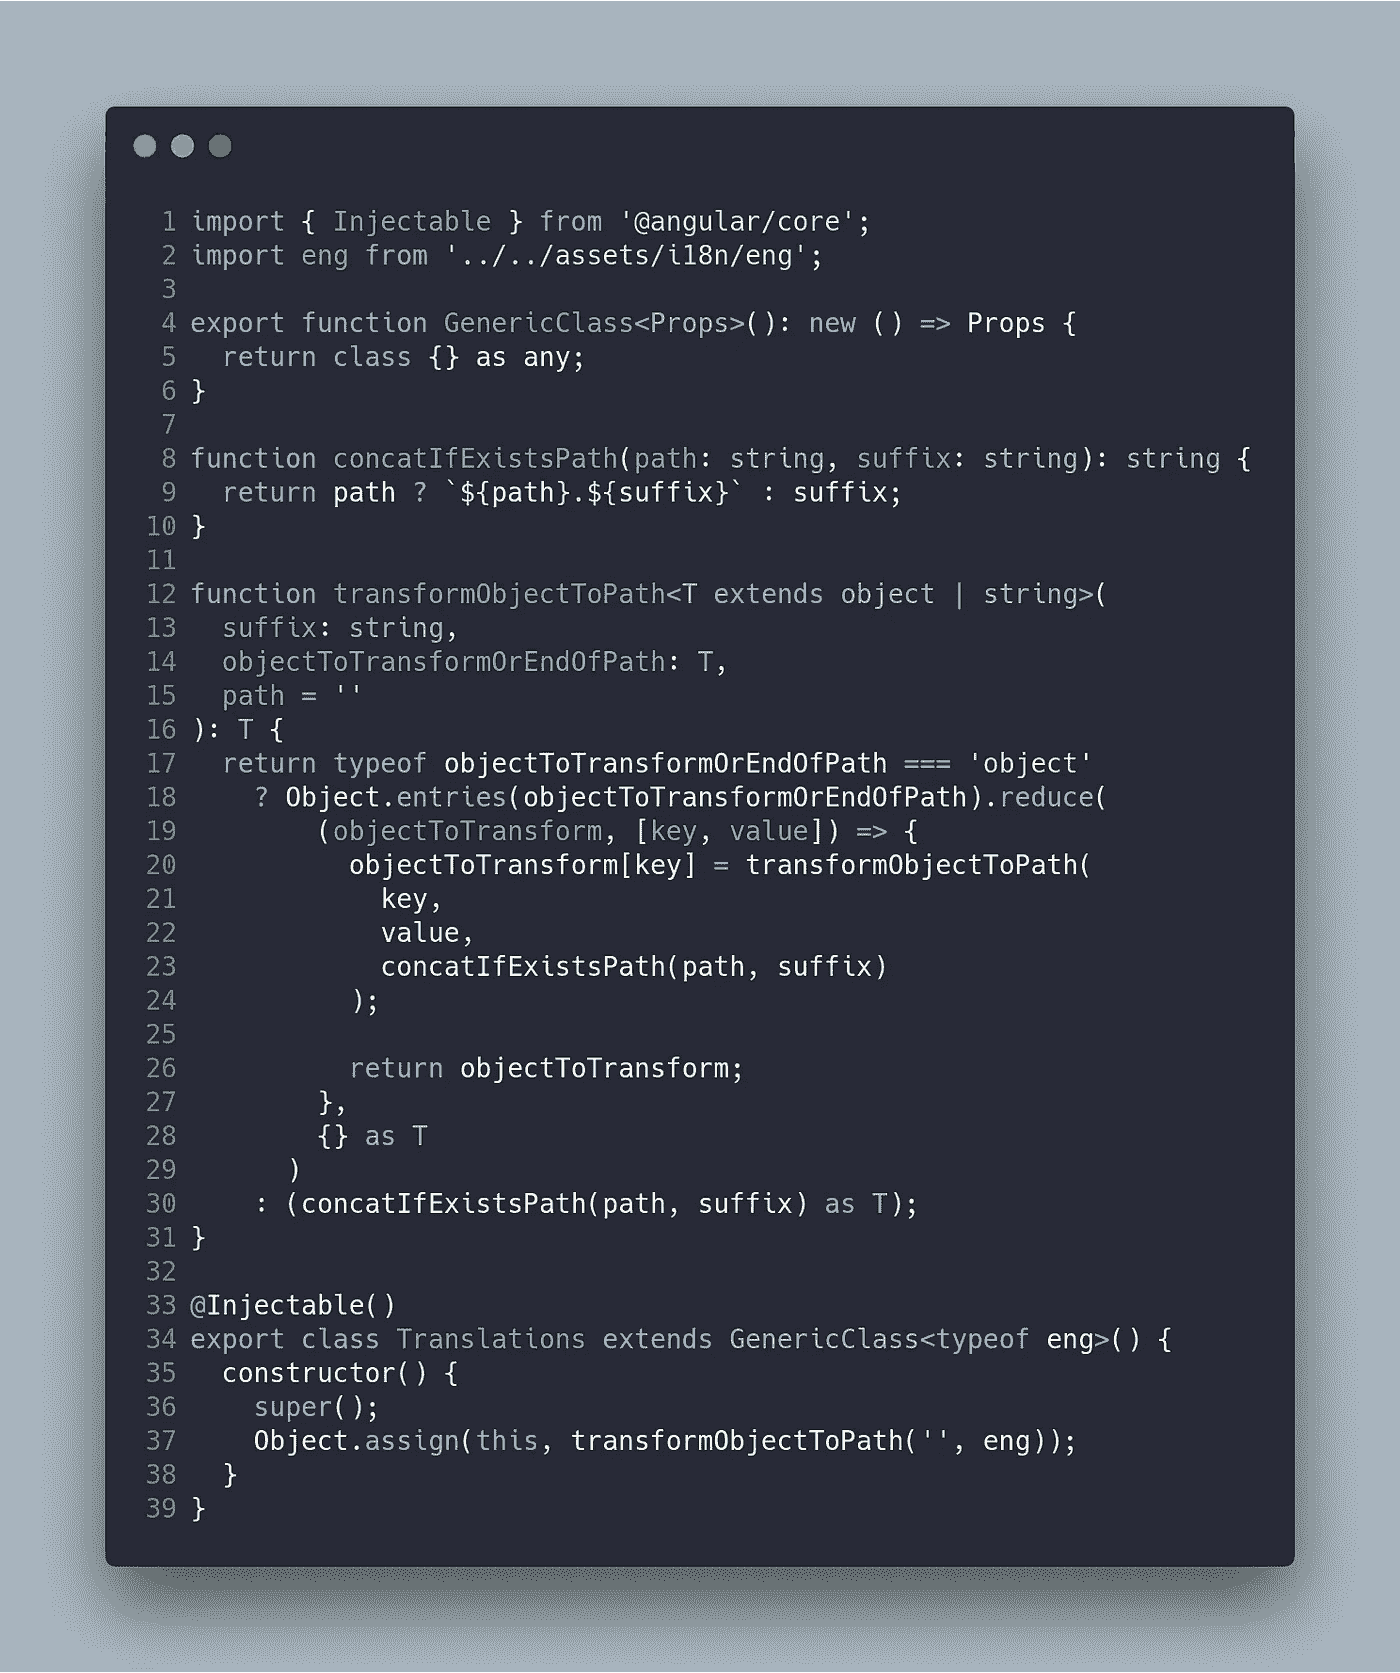 1 import { Injectable } from '@angular/core';
2 import eng from '../../assets/i18n/eng';
3
4 export function GenericClass<Props>(): new () => Props {
5   return class {} as any;
6 }
7
8 function concatIfExistsPath(path: string, suffix: string): string {
9   return path ? `${path}.${suffix}` : suffix;
10 }
11
12 function transformObjectToPath<T extends object | string>(
13   suffix: string,
14   objectToTransformOrEndOfPath: T,
15   path = ''
16 ): T {
17   return typeof objectToTransformOrEndOfPath === 'object'
18     ? Object.entries(objectToTransformOrEndOfPath).reduce(
19         (objectToTransform, [key, value]) => {
20           objectToTransform[key] = transformObjectToPath(
21             key,
22             value,
23             concatIfExistsPath(path, suffix)
24           );
25
26           return objectToTransform;
27         },
28         {} as T
29       )
30     : (concatIfExistsPath(path, suffix) as T);
31 }
32
33 @Injectable()
34 export class Translations extends GenericClass<typeof eng>() {
35   constructor() {
36     super();
37     Object.assign(this, transformObjectToPath('', eng));
38   }
39 }